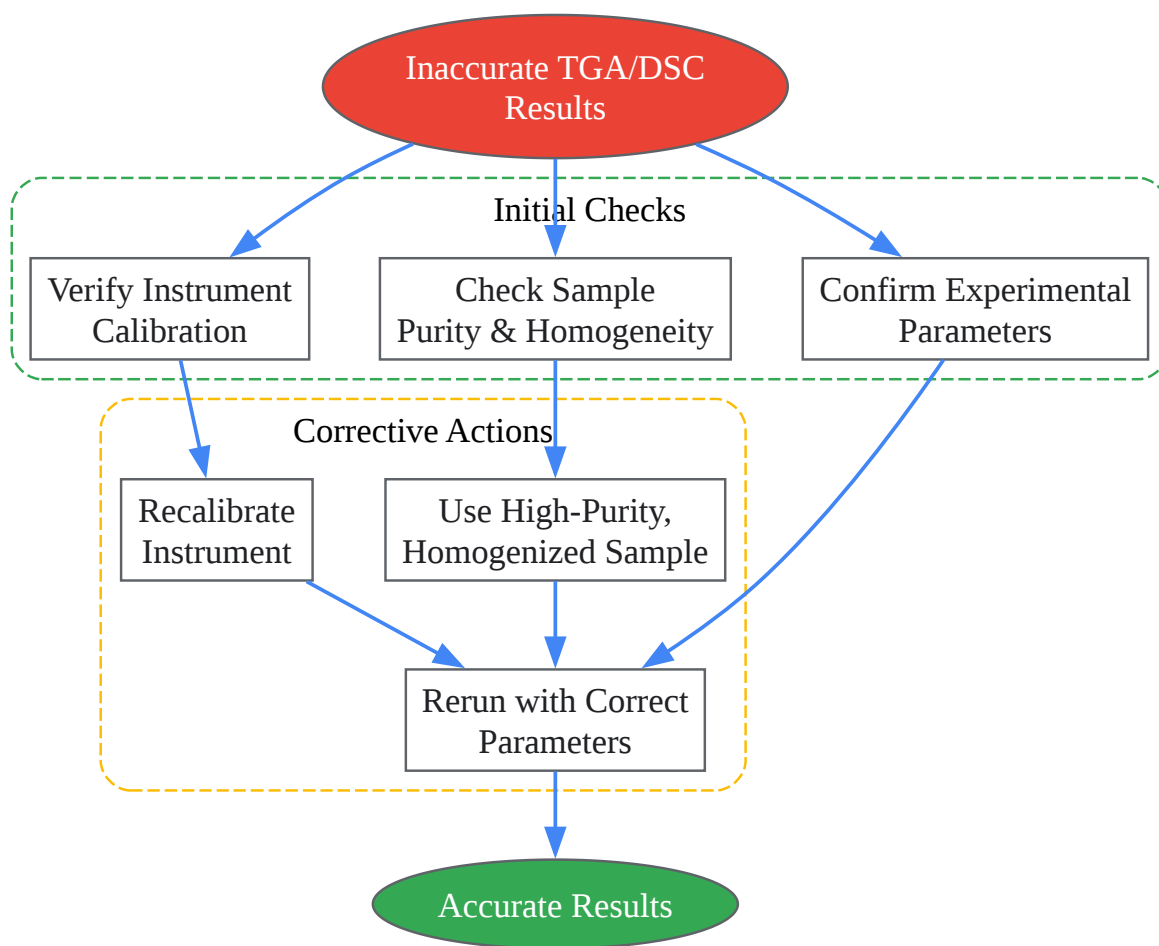 Inaccurate TGA/DSC
Results
Initial Checks
Verify Instrument
Calibration
Check Sample
Purity & Homogeneity
Confirm Experimental
Parameters
Corrective Actions
Recalibrate
Instrument
Use High-Purity,
Homogenized Sample
Rerun with Correct
Parameters
Accurate Results